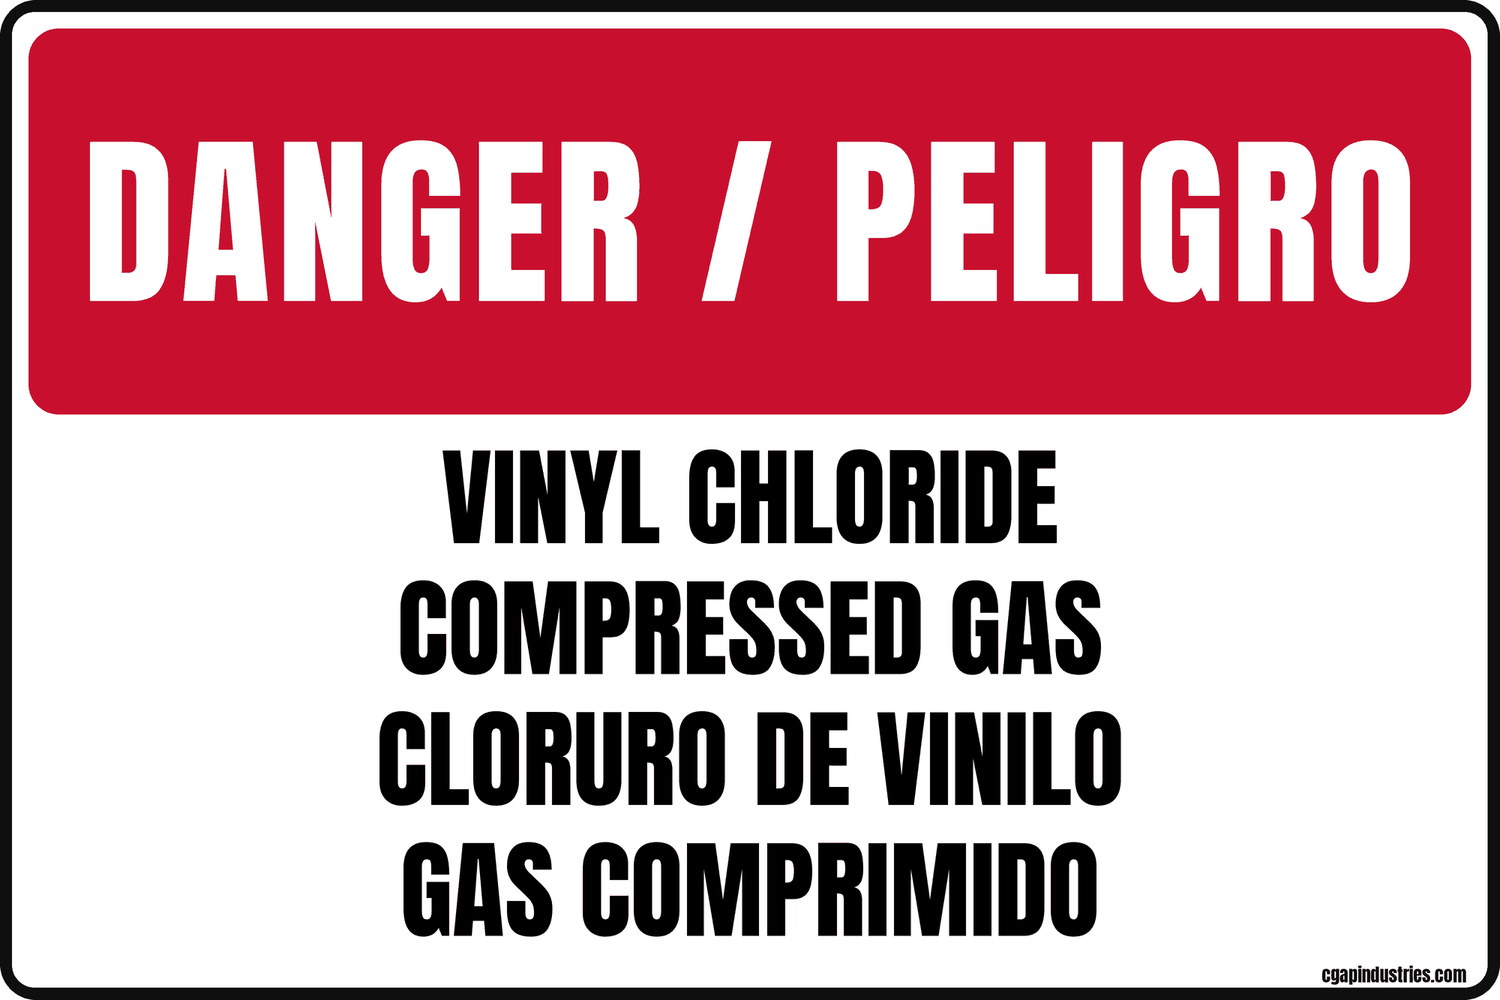 DANGER / PELIGRO
VINYL CHLORIDE
COMPRESSED GAS
CLORURO DE VINILO
GAS COMPRIMIDO
cgapindustries.com